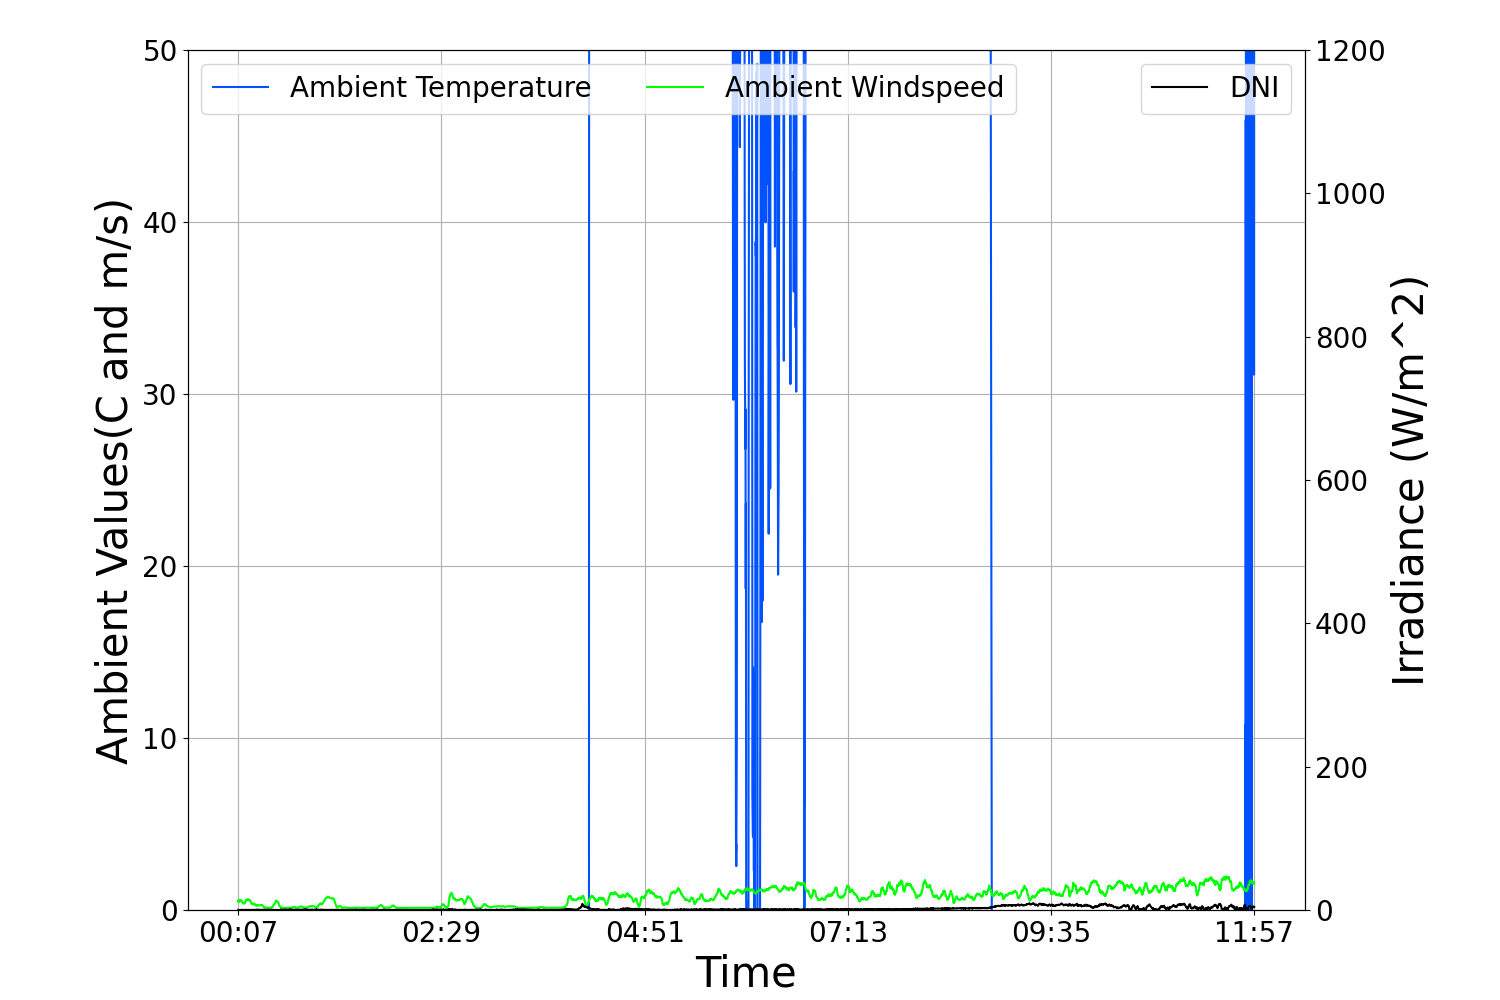 Ambient Temperature Ambient Windspeed DNI
50
40
30
20
10
0
Ambient Values(C and m/s)
1200
1000
800
600
400
200
0
Irradiance (W/m^2)
00:07 02:29 04:51 07:13 09:35 11:57
Time